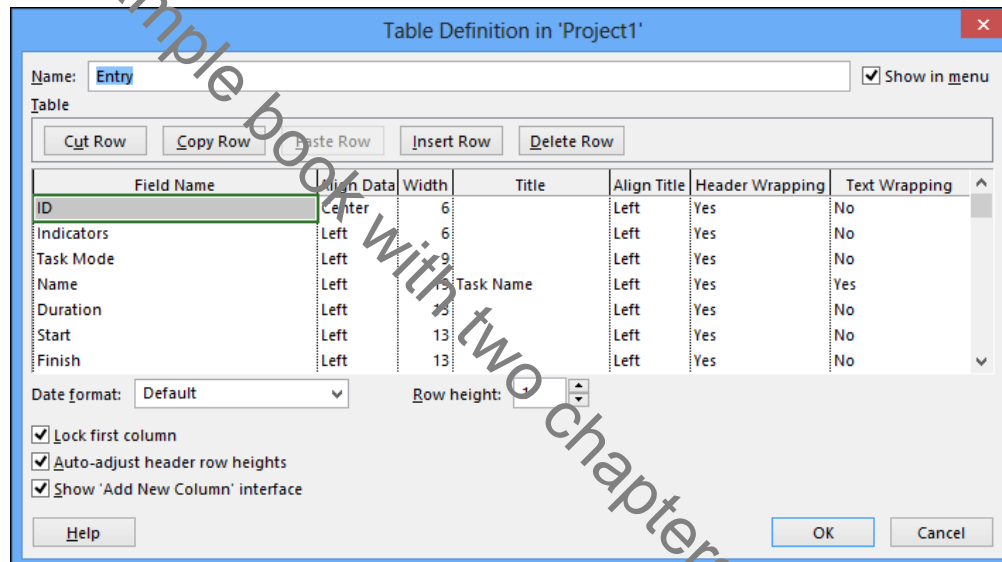 Table Definition in 'Project1'
Name: Entry Show in menu
Table
Cut Row Copy Row Paste Row Insert Row Delete Row
Field Name Align Data Width Title Align Title Header Wrapping Text Wrapping
ID Center 6 Left Yes No
Indicators Left 6 Left Yes No
Task Mode Left 9 Left Yes No
Name Left Task Name Left Yes Yes
Duration Left 13 Left Yes No
Start Left 13 Left Yes No
Finish Left 13 Left Yes No
Date format: Default Row height: 1
Lock first column
Auto-adjust header row heights
Show 'Add New Column' interface
Help OK Cancel
book with two chapters